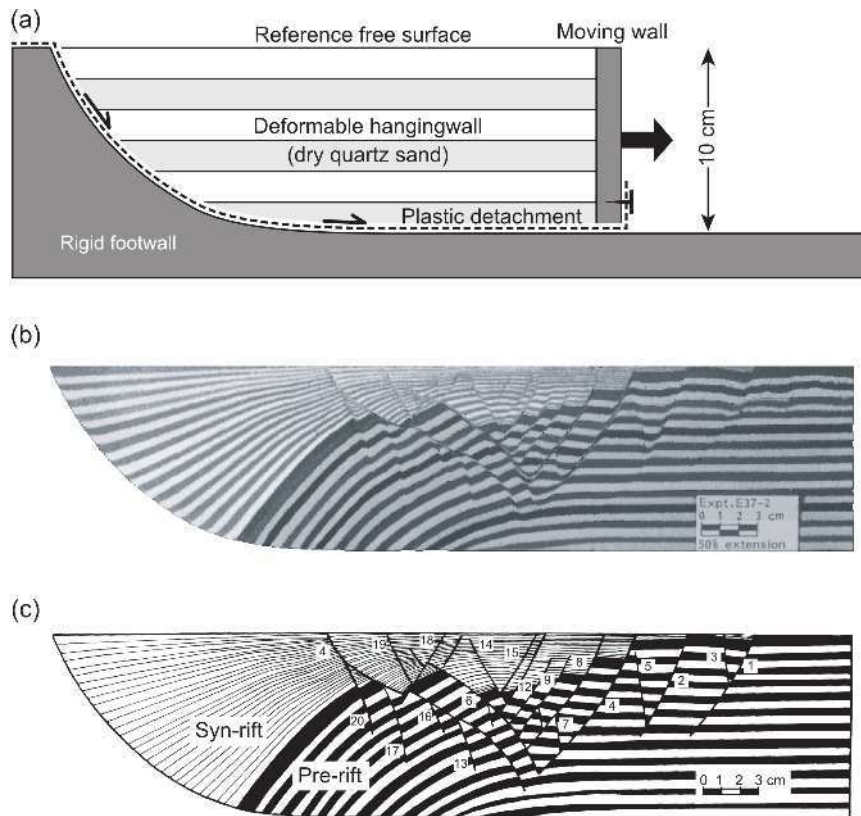 (a)
Reference free surface
Moving wall
Deformable hangingwall
(dry quartz sand)
10 cm
Plastic detachment
Rigid footwall
(b)
Expt.E37-2
0 1 2 3 cm
50% extension
(c)
4
19
18
14
15
12
9
8
5
3
1
2
6
4
20
16
7
17
13
Syn-rift
Pre-rift
0 1 2 3 cm